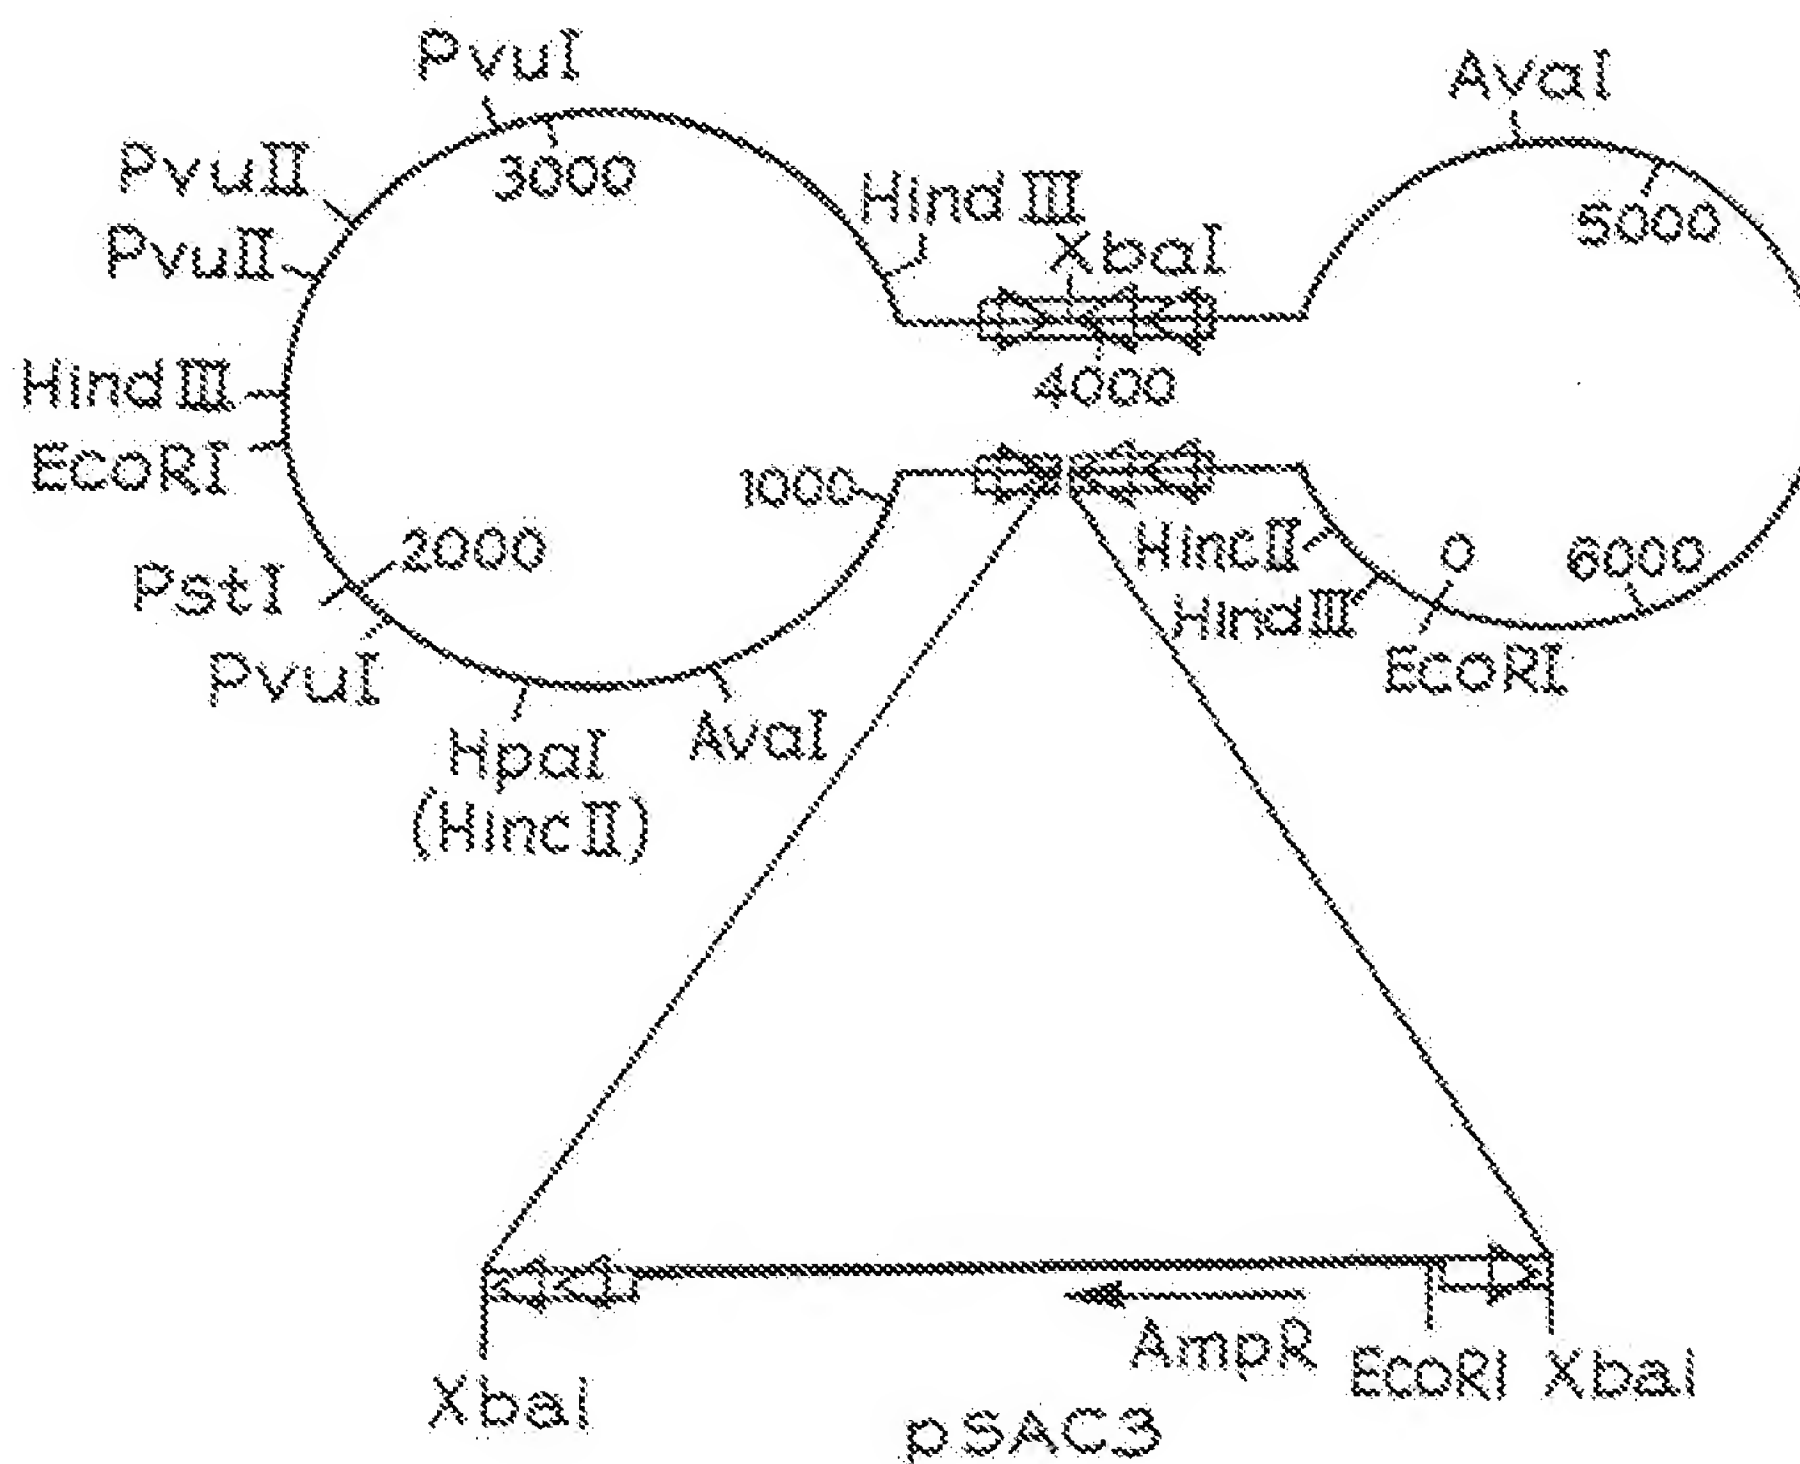 PvuI
AvaI
PvuII
3000
HindIII
5000
PvuII
XbaI
HindIII
4000
EcoRI
1000
2000
HincII
0
6000
PstI
HindIII
PvuI
EcoRI
HpaI
AvaI
(HincII)
AmpR
EcoRI
XbaI
XbaI
pSAC3